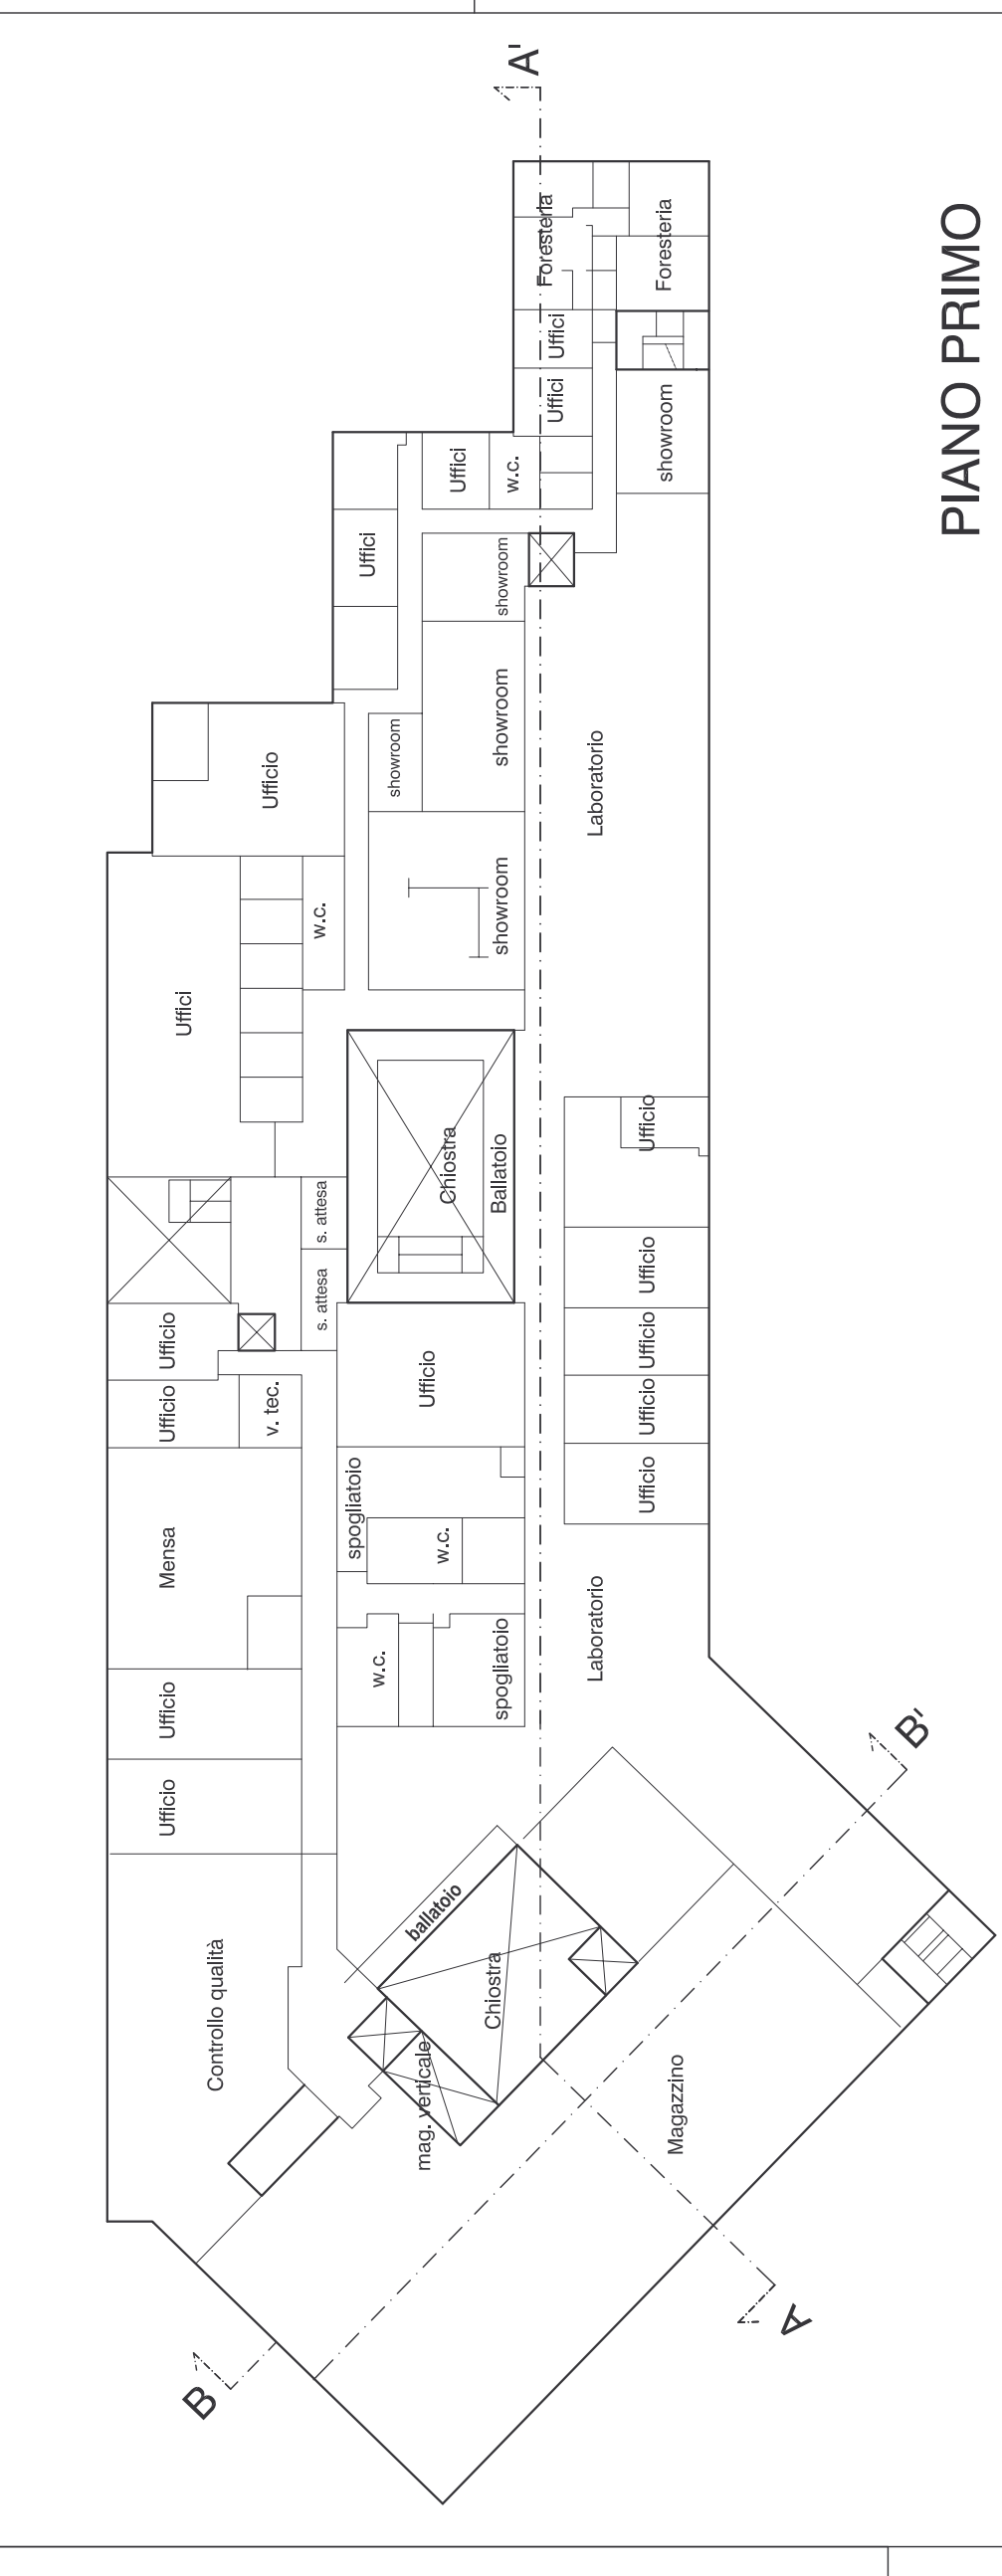 A'
Foresteria
Foresteria
Uffici
Uffici
showroom
Uffici
w.c.
Uffici
showroom
showroom
showroom
Ufficio
Laboratorio
showroom
w.c.
Uffici
Ufficio
Chiostra
Ballatoio
s. attesa
s. attesa
Ufficio
Ufficio
Ufficio
Ufficio
Ufficio
v. tec.
Ufficio
Ufficio
spogliatoio
w.c.
Mensa
Laboratorio
w.c.
spogliatoio
Ufficio
Ufficio
B'
ballatoio
Chiostra
Controllo qualità
mag. verticale
Magazzino
A
B
PIANO PRIMO